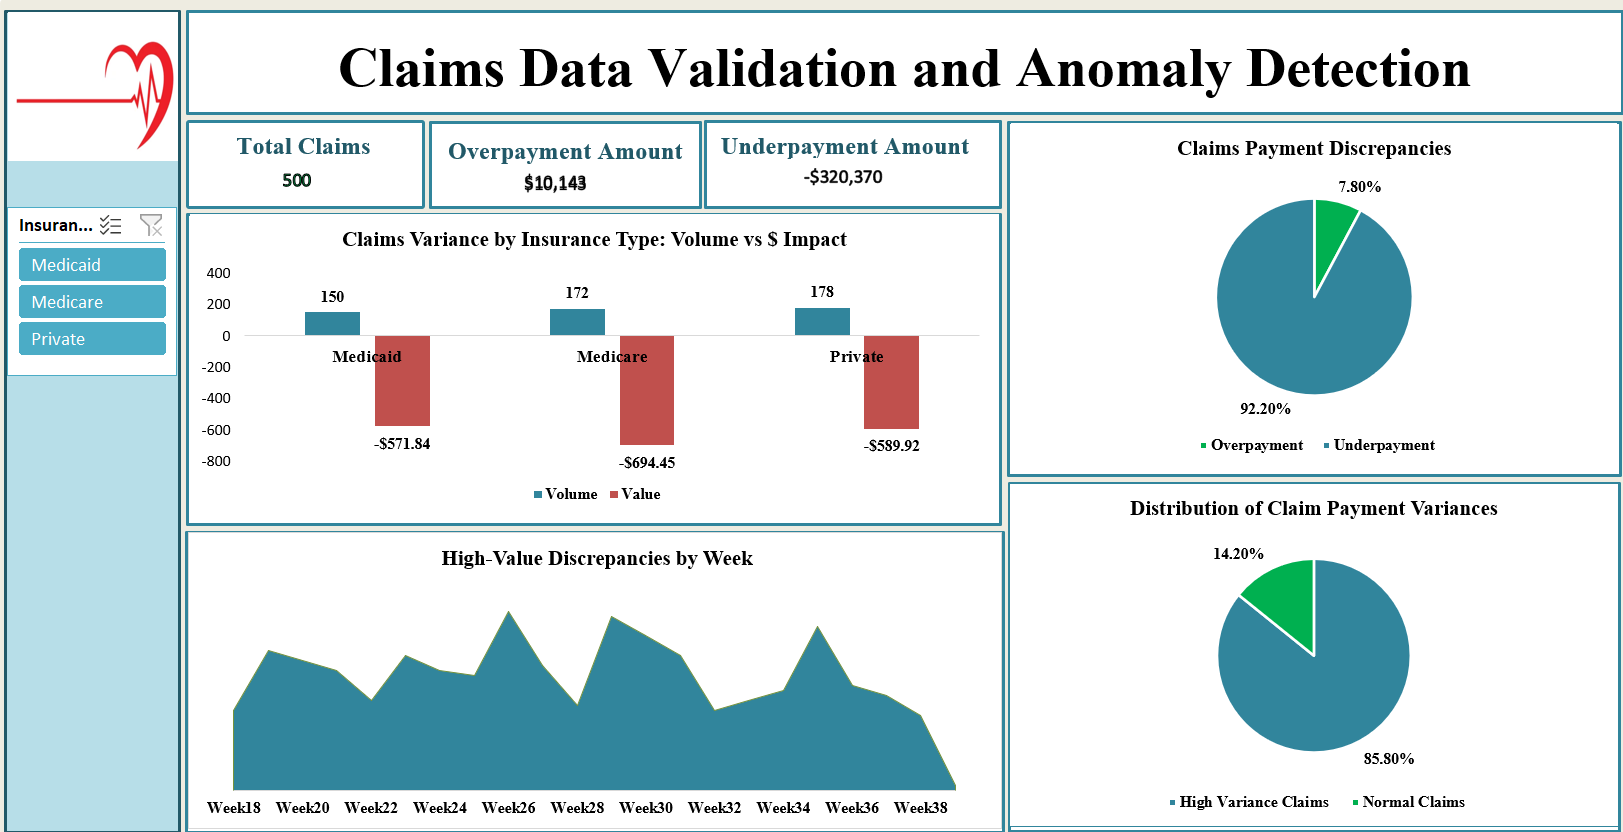 Claims Data Validation and Anomaly Detection
Insuran...
Medicaid
Medicare
Private
Total Claims
500
Overpayment Amount
$10,143
Underpayment Amount
-$320,370
Claims Variance by Insurance Type: Volume vs $ Impact
400
200
0
-200
-400
-600
-800
150
172
178
Medicaid
Medicare
Private
-$571.84
-$694.45
-$589.92
Volume
Value
High-Value Discrepancies by Week
Week18
Week20
Week22
Week24
Week26
Week28
Week30
Week32
Week34
Week36
Week38
Claims Payment Discrepancies
7.80%
92.20%
Overpayment
Underpayment
Distribution of Claim Payment Variances
14.20%
85.80%
High Variance Claims
Normal Claims